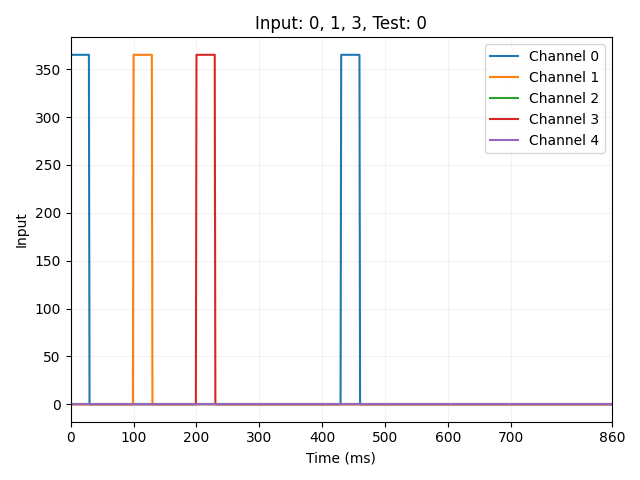 Input: 0, 1, 3, Test: 0
Input
350
300
250
200
150
100
50
0
Channel 0
Channel 1
Channel 2
Channel 3
Channel 4
0 100 200 300 400 500 600 700 860
Time (ms)